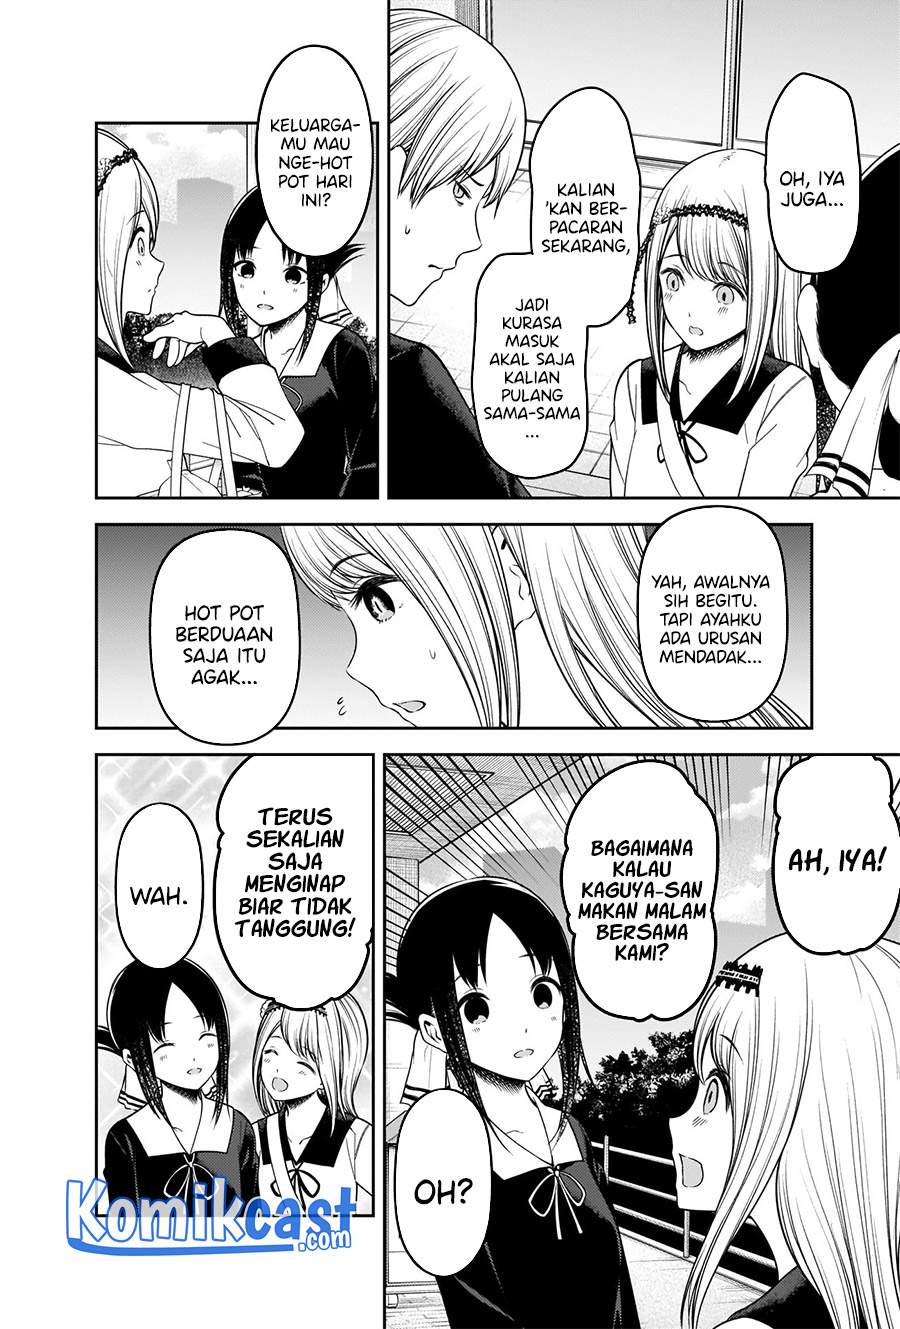 OH, IYA
JUGA...
KALIAN
'KAN BER-
PACARAN
SEKARANG,
JADI
KURASA
MASUK
AKAL SAJA
KALIAN
PULANG
SAMA-SAMA
...
KELUARGA-
MU MAU
NGE-HOT
POT HARI
INI?
YAH, AWALNYA
SIH BEGITU.
TAPI AYAHKU
ADA URUSAN
MENDADAK...
HOT POT
BERDUAAN
SAJA ITU
AGAK...
AH, IYA!
BAGAIMANA
KALAU
KAGUYA-SAN
MAKAN MALAM
BERSAMA
KAMI?
OH?
TERUS
SEKALIAN
SAJA
MENGINAP
BIAR TIDAK
TANGGUNG!
WAH.
Komikcast
.com